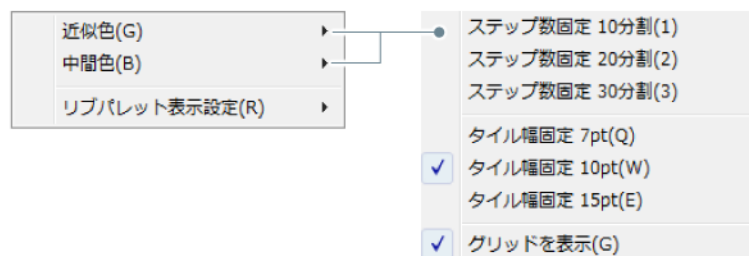 近似色(G)
中間色(B)
リブパレット表示設定(R)
ステップ数固定 10分割(1)
ステップ数固定 20分割(2)
ステップ数固定 30分割(3)
タイル幅固定 7pt(Q)
タイル幅固定 10pt(W)
タイル幅固定 15pt(E)
グリッドを表示(G)